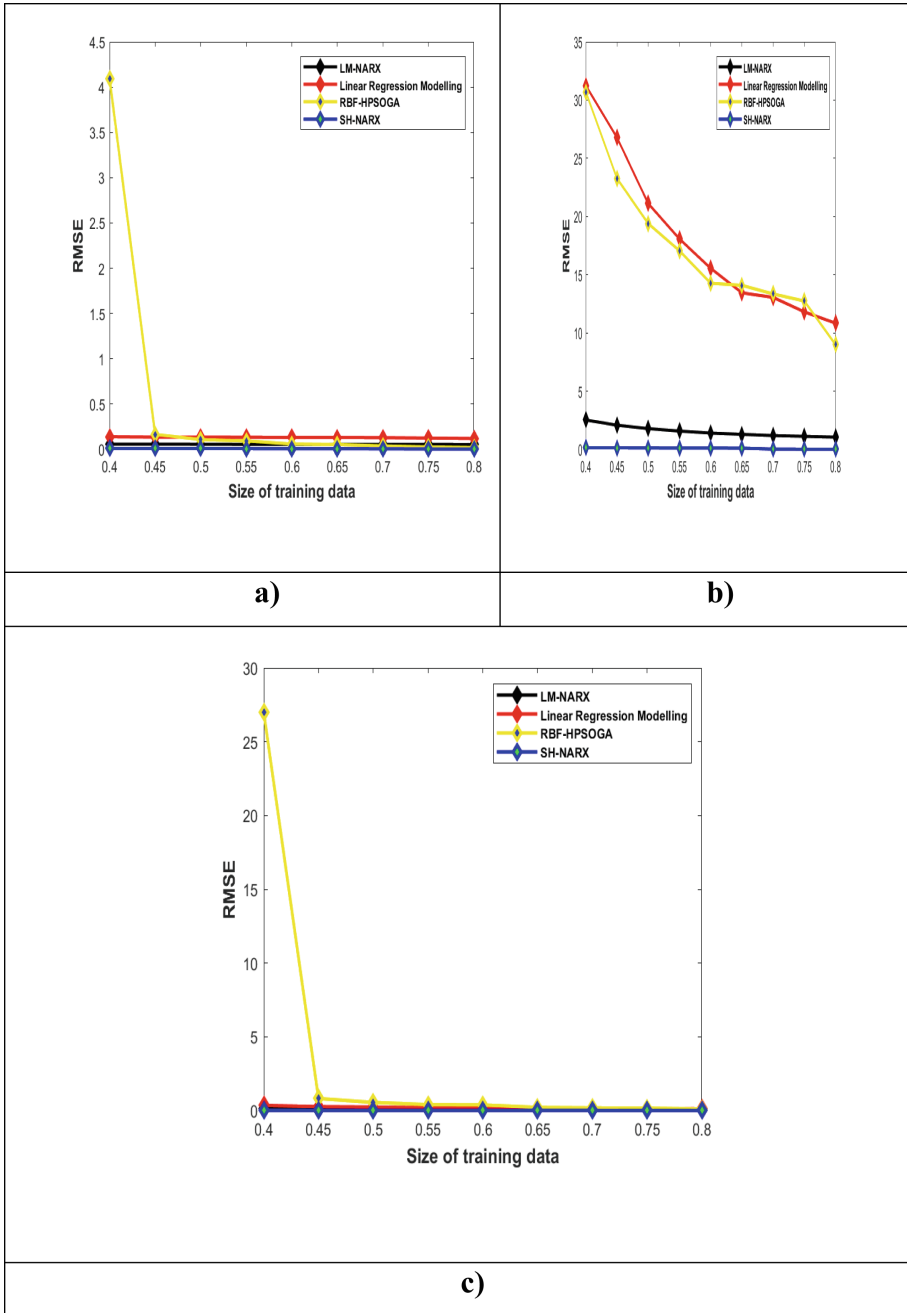 4.5
4
3.5
3
2.5
2
1.5
1
0.5
0
RMSE
LM-NARX
Linear Regression Modelling
RBF-HPSOGA
SH-NARX
0.4 0.45 0.5 0.55 0.6 0.65 0.7 0.75 0.8
Size of training data
a)
35
30
25
20
15
10
5
0
RMSE
LM-NARX
Linear Regression Modelling
RBF-HPSOGA
SH-NARX
0.4 0.45 0.5 0.55 0.6 0.65 0.7 0.75 0.8
Size of training data
b)
30
25
20
15
10
5
0
RMSE
LM-NARX
Linear Regression Modelling
RBF-HPSOGA
SH-NARX
0.4 0.45 0.5 0.55 0.6 0.65 0.7 0.75 0.8
Size of training data
c)